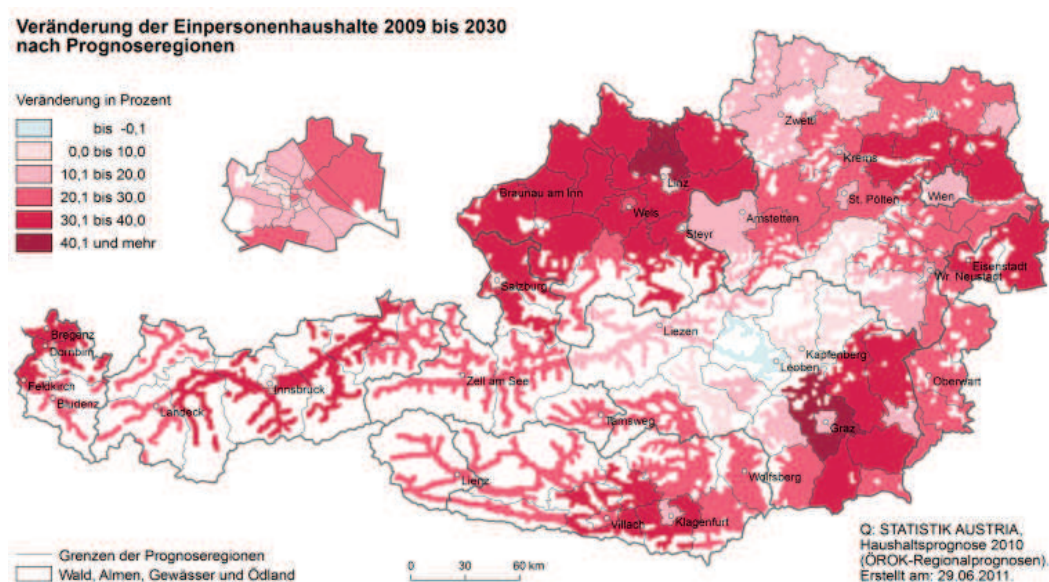 Veränderung der Einpersonenhaushalte 2009 bis 2030
nach Prognoseregionen
Veränderung in Prozent
bis -0,1
0,0 bis 10,0
10,1 bis 20,0
20,1 bis 30,0
30,1 bis 40,0
40,1 und mehr
Zwettl
Krems
Linz
Braunau am Inn
Wels
St. Pölten
Wien
Amstetten
Steyr
Eisenstadt
Wr. Neustadt
Salzburg
Bregenz
Dornbirn
Liezen
Kapfenberg
Leoben
Feldkirch
Innsbruck
Zell am See
Oberwart
Bludenz
Landeck
Tamsweg
Graz
Lienz
Wolfsberg
Villach
Klagenfurt
Grenzen der Prognoseregionen
Wald, Almen, Gewässer und Ödland
0 30 60 km
Q: STATISTIK AUSTRIA,
Haushaltsprognose 2010
(ÖROK-Regionalprognosen).
Erstellt am: 29.06.2011.